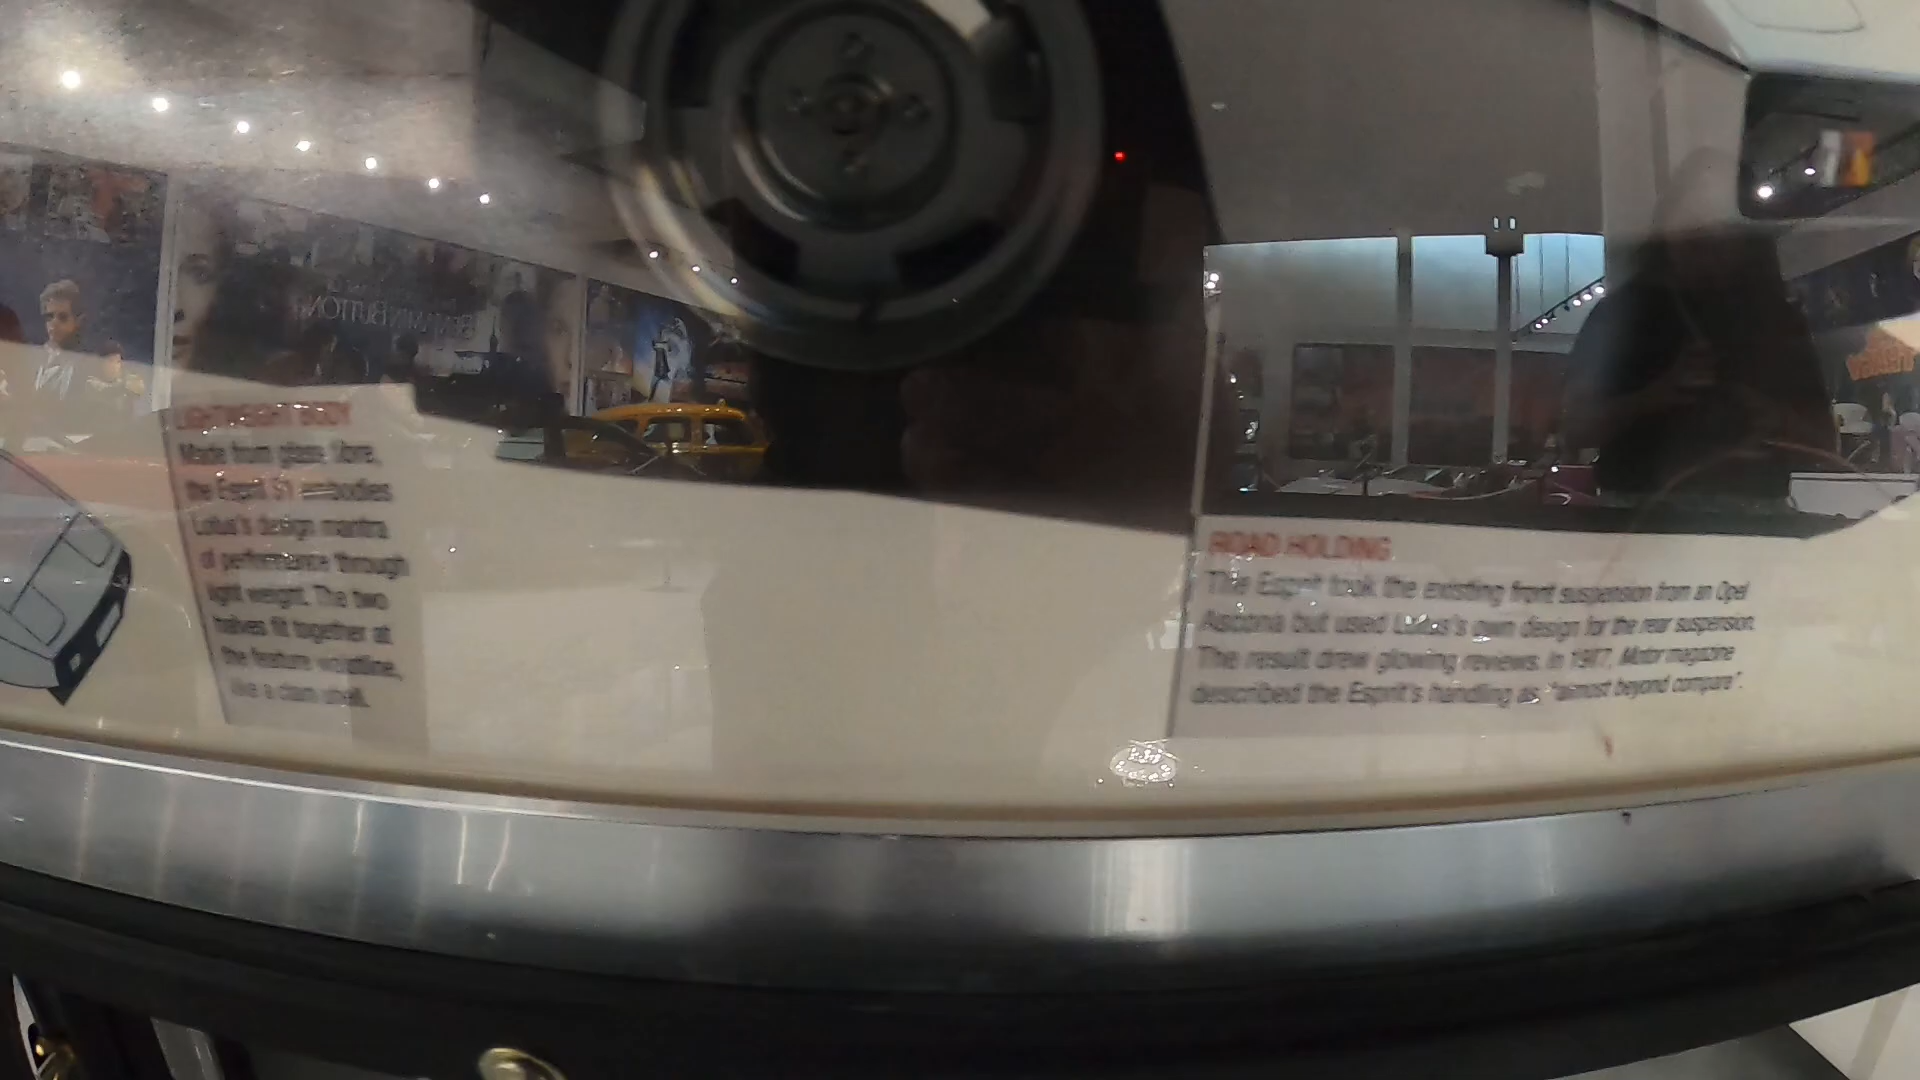 LIGHTWEIGHT BODY
Made from glass fibre,
the Esprit S1 embodies
Lotus's design mantra
of performance through
light weight. The two
halves fit together at
the feature waistline,
like a clam shell.
ROAD HOLDING
The Esprit took the existing front suspension from an Opel
Ascona but used Lotus's own design for the rear suspension.
The result drew glowing reviews. In Motor magazine
described the Esprit's handling as "almost beyond compare".
BENJAMIN BUTTON